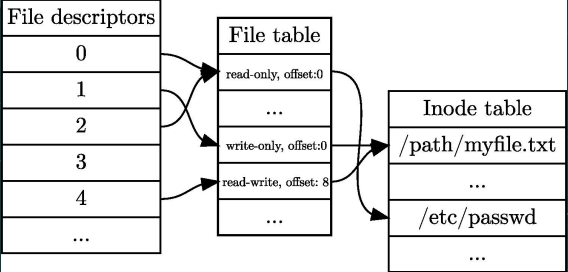 File descriptors
0
1
2
3
4
...
File table
read-only, offset:0
...
write-only, offset:0
read-write, offset: 8
...
Inode table
/path/myfile.txt
...
/etc/passwd
...